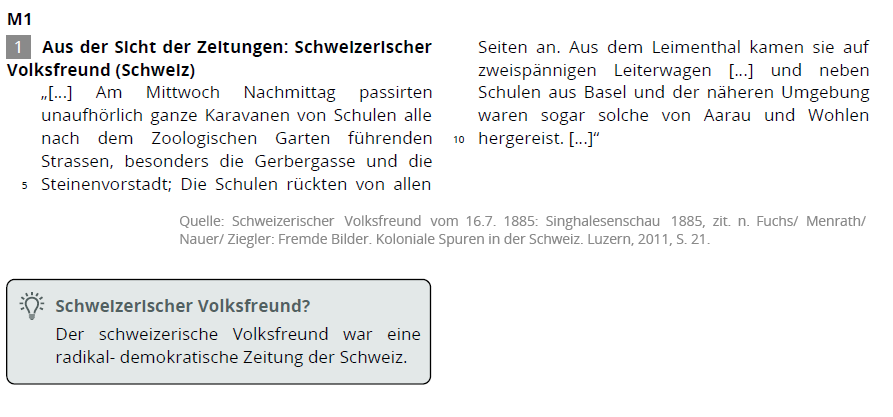 M1
1 Aus der Sicht der Zeitungen: Schweizerischer
Volksfreund (Schweiz)
„[...] Am Mittwoch Nachmittag passirten
unaufhörlich ganze Karavanen von Schulen alle
nach dem Zoologischen Garten führenden
Strassen, besonders die Gerbergasse und die
5 Steinenvorstadt; Die Schulen rückten von allen
Seiten an. Aus dem Leimenthal kamen sie auf
zweispännigen Leiterwagen [...] und neben
Schulen aus Basel und der näheren Umgebung
waren sogar solche von Aarau und Wohlen
10 hergereist. [...]“
Quelle: Schweizerischer Volksfreund vom 16.7. 1885: Singhalesenschau 1885, zit. n. Fuchs/ Menrath/
Nauer/ Ziegler: Fremde Bilder. Koloniale Spuren in der Schweiz. Luzern, 2011, S. 21.
Schweizerischer Volksfreund?
Der schweizerische Volksfreund war eine
radikal- demokratische Zeitung der Schweiz.